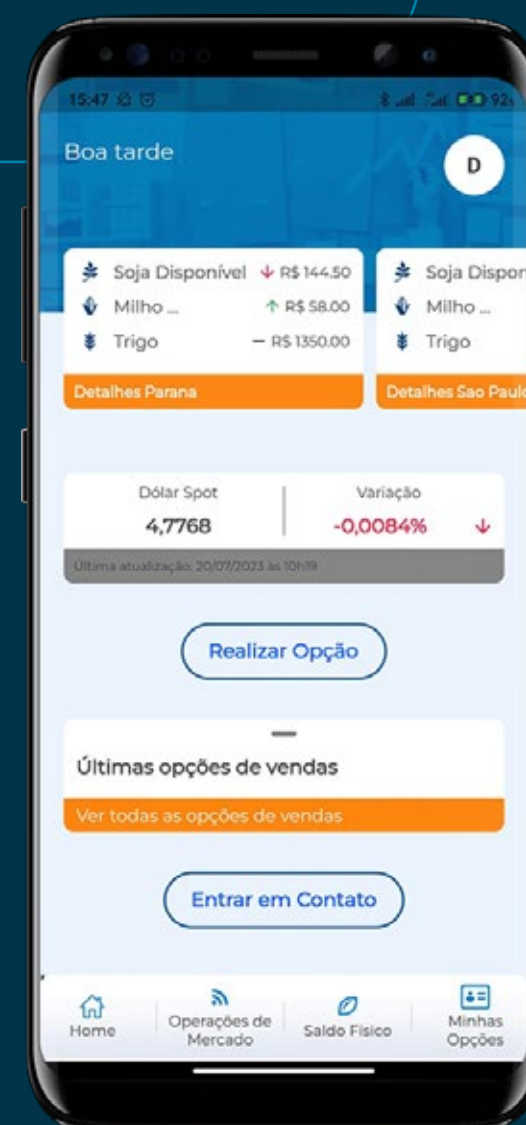 15:47
92
Boa tarde
D
Soja Disponível ↓ R$ 144.50
Milho ... ↑ R$ 58.00
Trigo — R$ 1350.00
Detalhes Parana
Soja Dispon
Milho ...
Trigo
Detalhes Sao Paulo
Dólar Spot
4,7768
Variação
-0,0084% ↓
Última atualização: 20/07/2023 às 10h19
Realizar Opção
Últimas opções de vendas
Ver todas as opções de vendas
Entrar em Contato
Home
Operações de
Mercado
Saldo Físico
Minhas
Opções